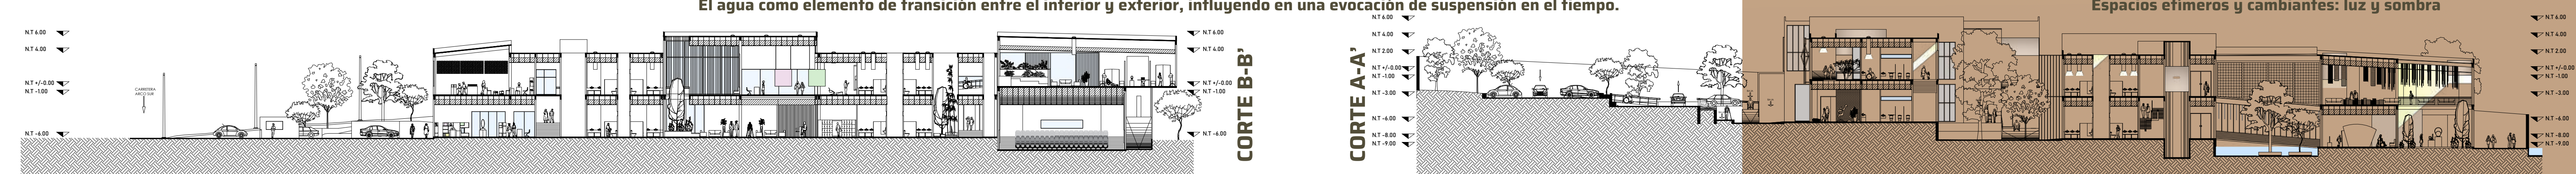 El agua como elemento de transición entre el interior y exterior, influyendo en una evocación de suspensión en el tiempo.
Espacios efímeros y cambiantes: luz y sombra
N.T 6.00
N.T 4.00
N.T +/-0.00
N.T -1.00
N.T -6.00
CARRETERA
ARCO SUR
N.T 6.00
N.T 4.00
N.T +/-0.00
N.T -1.00
N.T -6.00
CORTE B-B'
CORTE A-A'
N.T 6.00
N.T 4.00
N.T 2.00
N.T +/-0.00
N.T -1.00
N.T -3.00
N.T -6.00
N.T -8.00
N.T -9.00
N.T 6.00
N.T 4.00
N.T 2.00
N.T +/-0.00
N.T -1.00
N.T -3.00
N.T -6.00
N.T -8.00
N.T -9.00